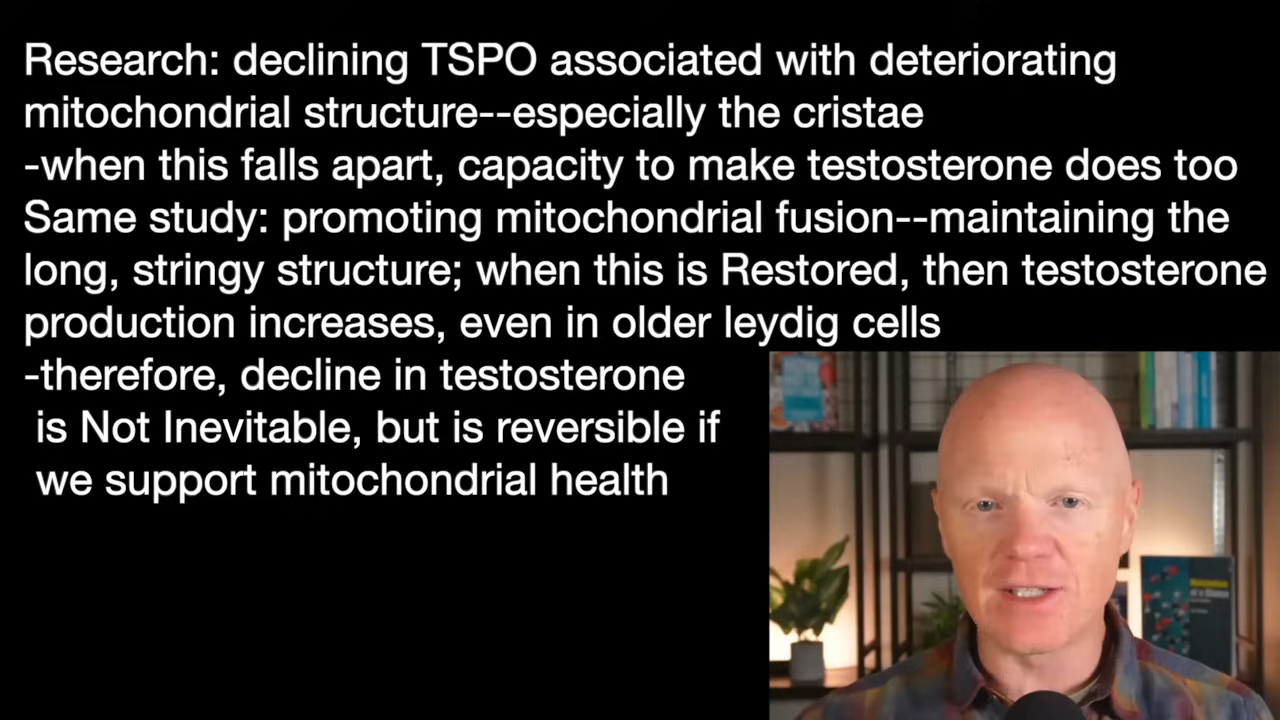 Research: declining TSPO associated with deteriorating
mitochondrial structure--especially the cristae
-when this falls apart, capacity to make testosterone does too
Same study: promoting mitochondrial fusion--maintaining the
long, stringy structure; when this is Restored, then testosterone
production increases, even in older leydig cells
-therefore, decline in testosterone
is Not Inevitable, but is reversible if
we support mitochondrial health